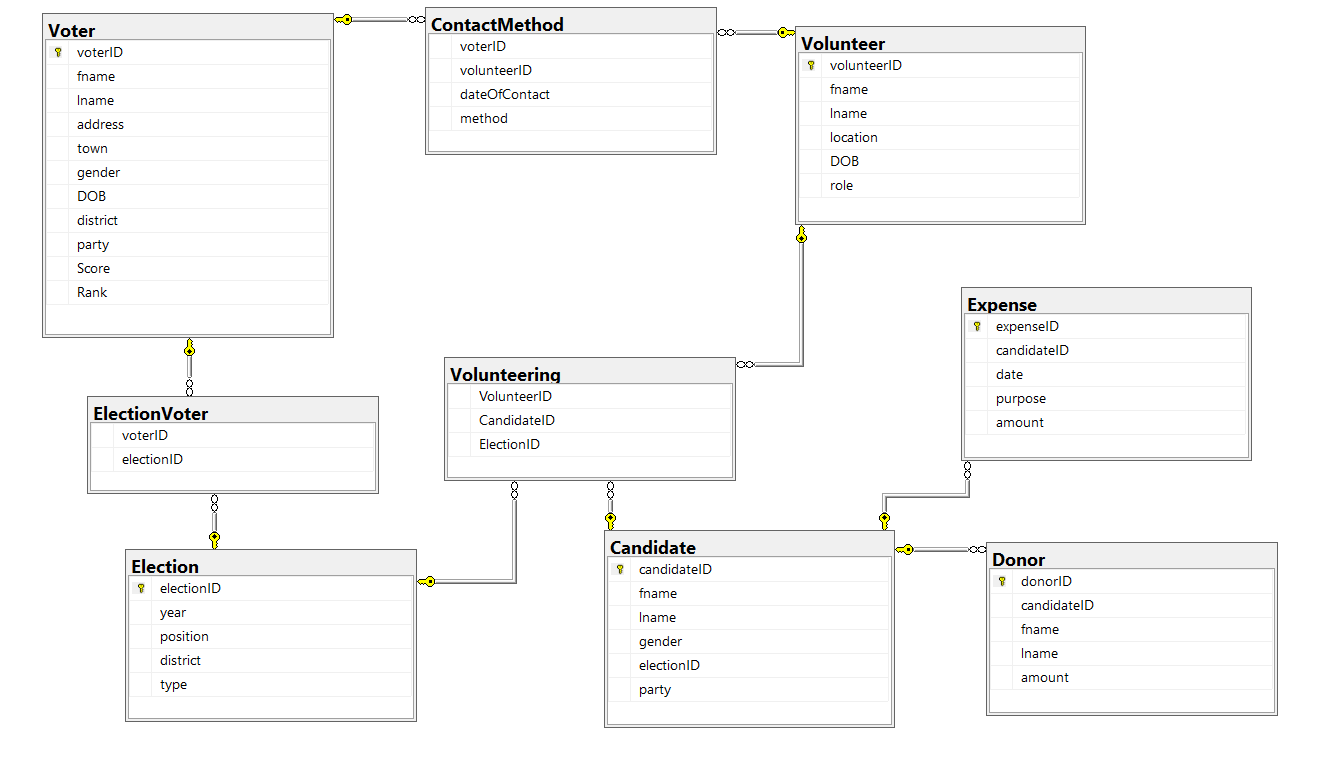 Voter
voterID
fname
lname
address
town
gender
DOB
district
party
Score
Rank
ContactMethod
voterID
volunteerID
dateOfContact
method
Volunteer
volunteerID
fname
lname
location
DOB
role
Expense
expenseID
candidateID
date
purpose
amount
Volunteering
VolunteerID
CandidateID
ElectionID
ElectionVoter
voterID
electionID
Election
electionID
year
position
district
type
Candidate
candidateID
fname
lname
gender
electionID
party
Donor
donorID
candidateID
fname
lname
amount